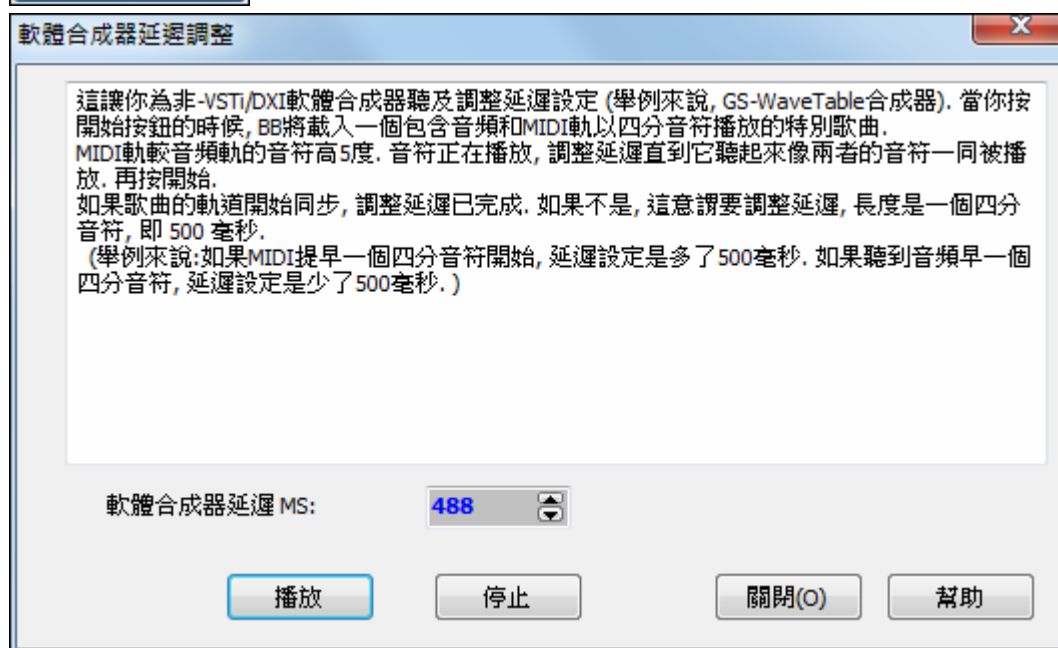 軟體合成器延遲調整
這讓你為非-VSTi/DXI軟體合成器聽及調整延遲設定 (舉例來說, GS-WaveTable合成器). 當你按
開始按鈕的時候, BB將載入一個包含音頻和MIDI軌以四分音符播放的特別歌曲.
MIDI軌較音頻軌的音符高5度. 音符正在播放, 調整延遲直到它聽起來像兩者的音符一同被播
放. 再按開始.
如果歌曲的軌道開始同步, 調整延遲已完成. 如果不是, 這意謂要調整延遲, 長度是一個四分
音符, 即 500 毫秒.
(舉例來說:如果MIDI提早一個四分音符開始, 延遲設定是多了500毫秒. 如果聽到音頻早一個
四分音符, 延遲設定是少了500毫秒. )
軟體合成器延遲 MS: 488
播放 停止 關閉(O) 幫助